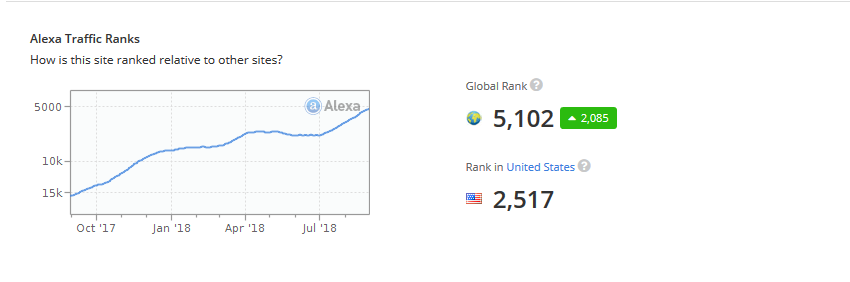 Alexa Traffic Ranks
How is this site ranked relative to other sites?
a Alexa
5000
10k
15k
Oct '17 Jan '18 Apr '18 Jul '18
Global Rank ?
5,102 2,085
Rank in United States ?
2,517